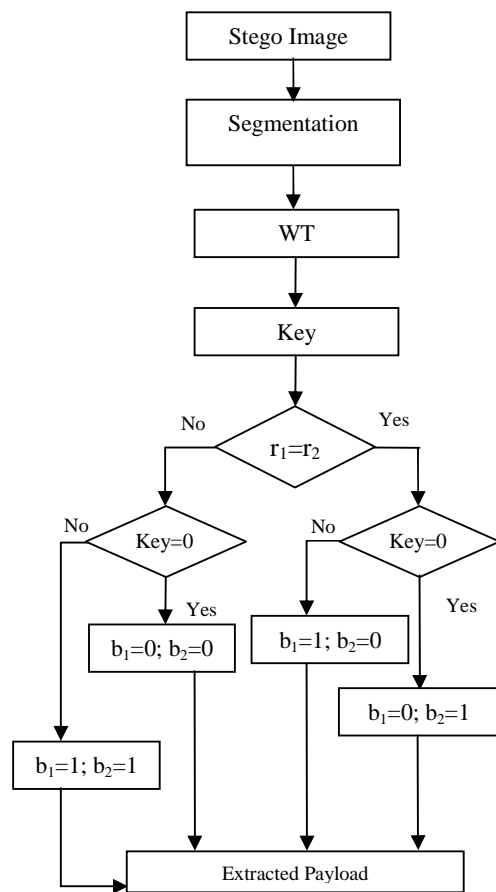 Stego Image
Segmentation
WT
Key
No
Yes
r₁=r₂
No
Key=0
No
Key=0
Yes
Yes
b₁=0; b₂=0
b₁=1; b₂=0
b₁=0; b₂=1
b₁=1; b₂=1
Extracted Payload